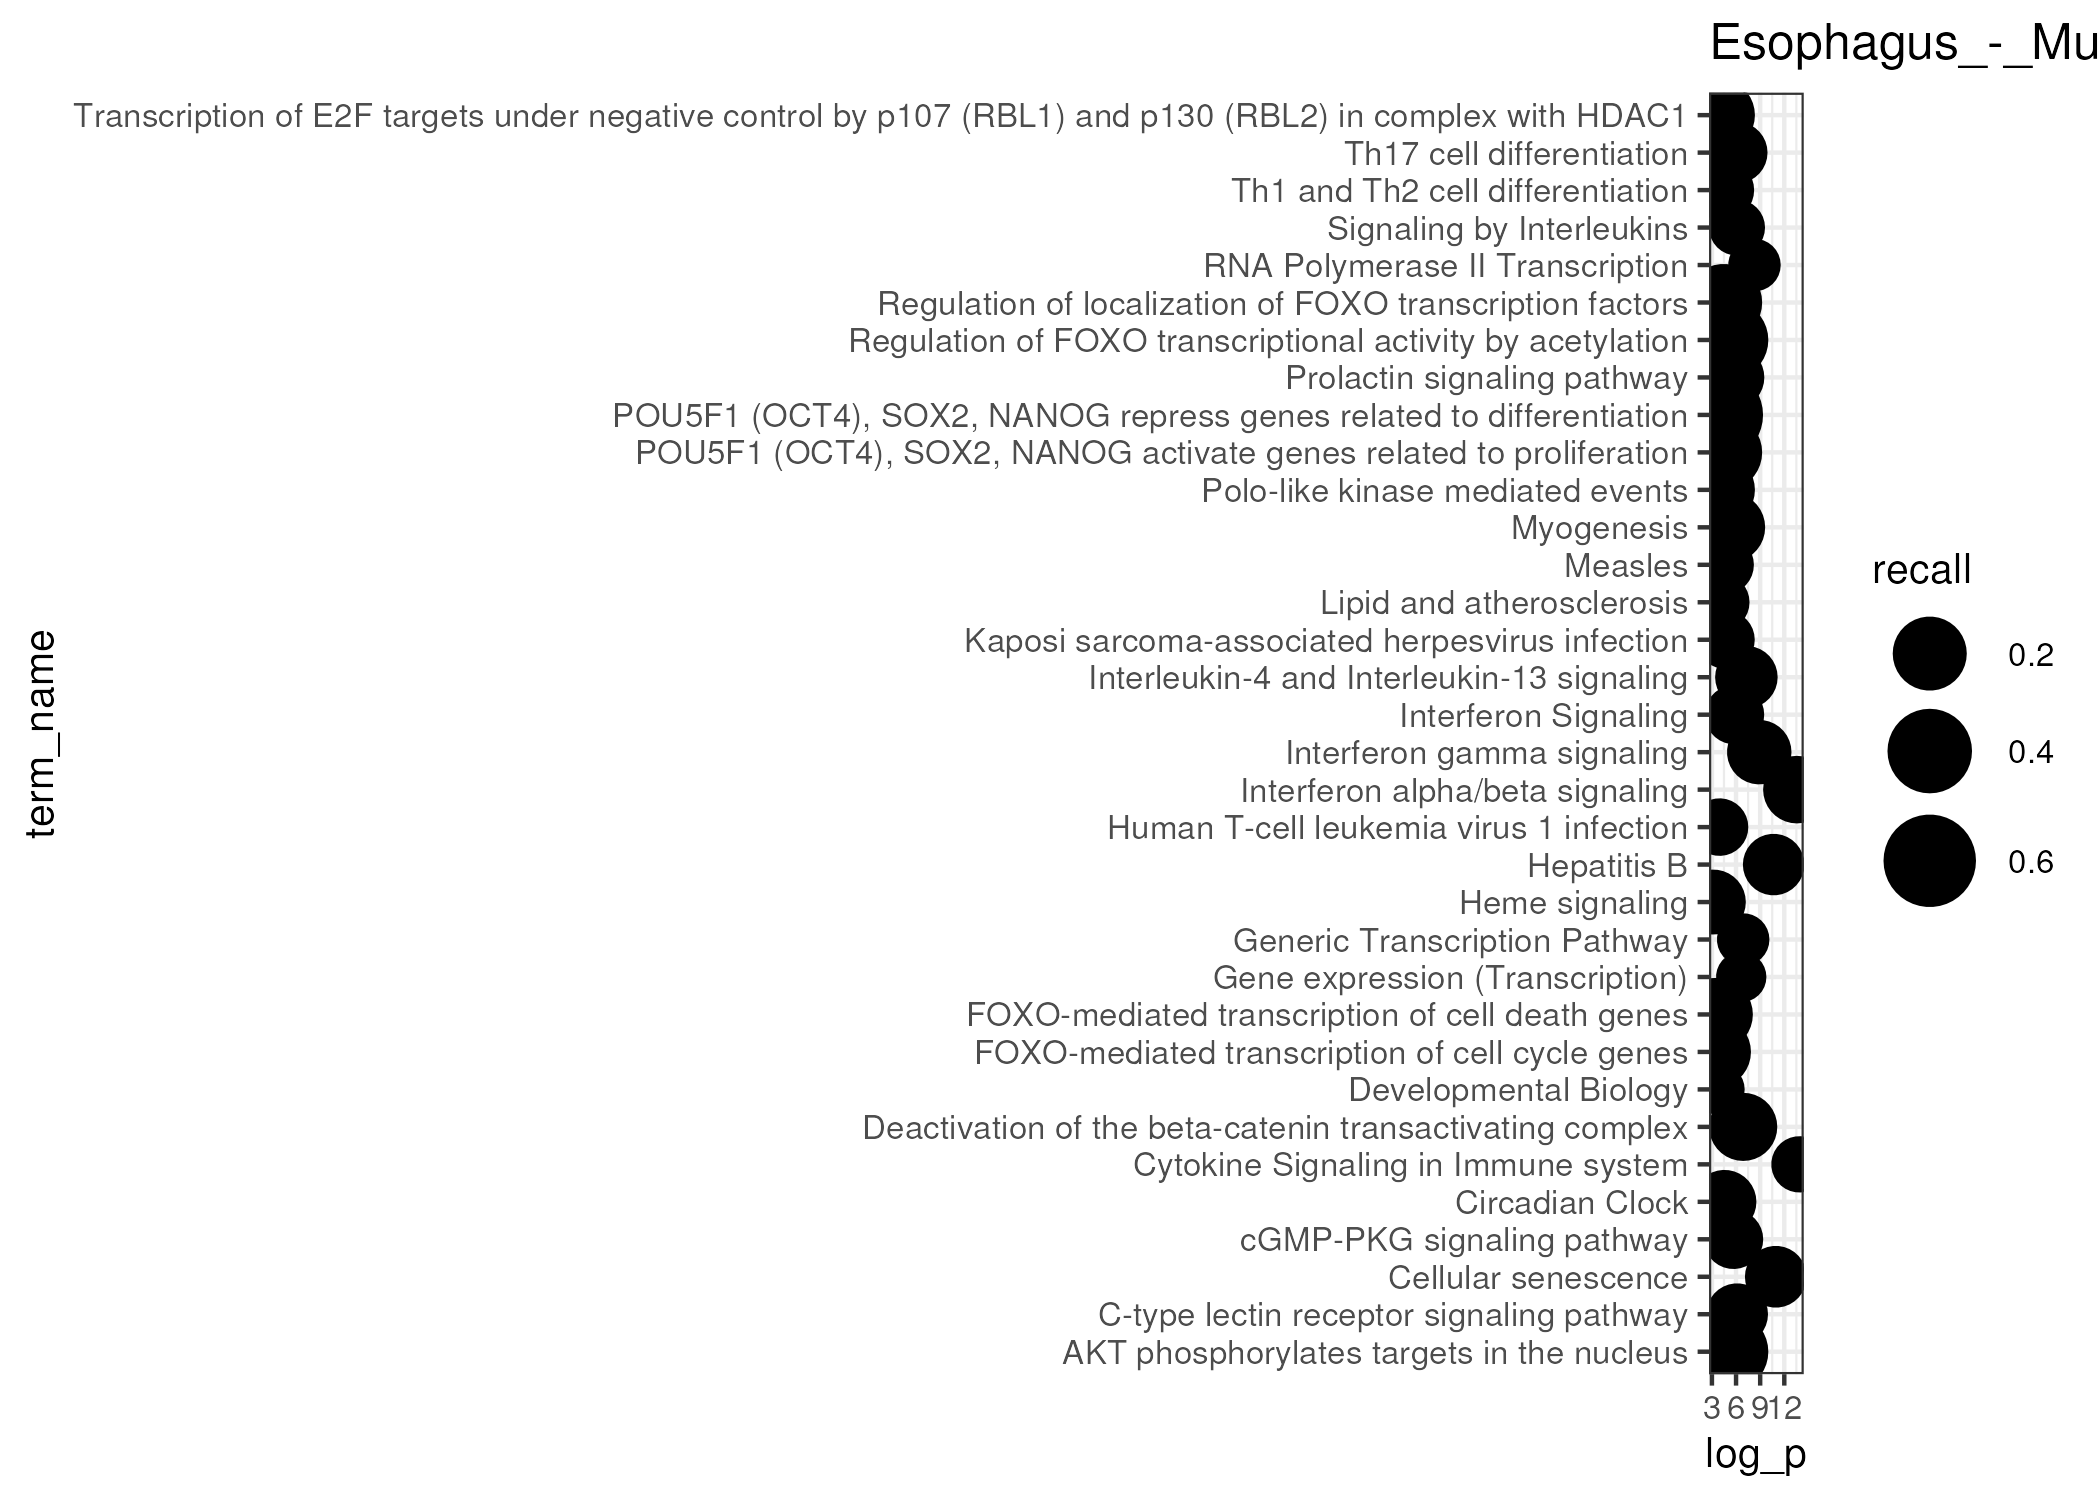 Esophagus_-_Mu
Transcription of E2F targets under negative control by p107 (RBL1) and p130 (RBL2) in complex with HDAC1
Th17 cell differentiation
Th1 and Th2 cell differentiation
Signaling by Interleukins
RNA Polymerase II Transcription
Regulation of localization of FOXO transcription factors
Regulation of FOXO transcriptional activity by acetylation
Prolactin signaling pathway
POU5F1 (OCT4), SOX2, NANOG repress genes related to differentiation
POU5F1 (OCT4), SOX2, NANOG activate genes related to proliferation
Polo-like kinase mediated events
Myogenesis
Measles
Lipid and atherosclerosis
Kaposi sarcoma-associated herpesvirus infection
Interleukin-4 and Interleukin-13 signaling
Interferon Signaling
Interferon gamma signaling
Interferon alpha/beta signaling
Human T-cell leukemia virus 1 infection
Hepatitis B
Heme signaling
Generic Transcription Pathway
Gene expression (Transcription)
FOXO-mediated transcription of cell death genes
FOXO-mediated transcription of cell cycle genes
Developmental Biology
Deactivation of the beta-catenin transactivating complex
Cytokine Signaling in Immune system
Circadian Clock
cGMP-PKG signaling pathway
Cellular senescence
C-type lectin receptor signaling pathway
AKT phosphorylates targets in the nucleus
term_name
3 6 9 12
log_p
recall
0.2
0.4
0.6